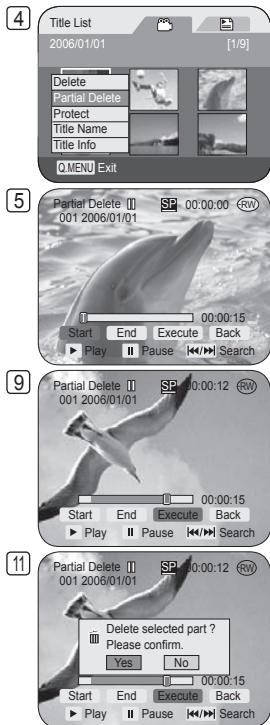 4
Title List
2006/01/01 [1/9]
Delete
Partial Delete
Protect
Title Name
Title Info
Q.MENU Exit
5
Partial Delete SP 00:00:00 RW
001 2006/01/01
00:00:15
Start End Execute Back
Play Pause Search
9
Partial Delete SP 00:00:12 RW
001 2006/01/01
00:00:15
Start End Execute Back
Play Pause Search
11
Partial Delete SP 00:00:12 RW
001 2006/01/01
Delete selected part ?
Please confirm.
Yes No
00:00:15
Start End Execute Back
Play Pause Search